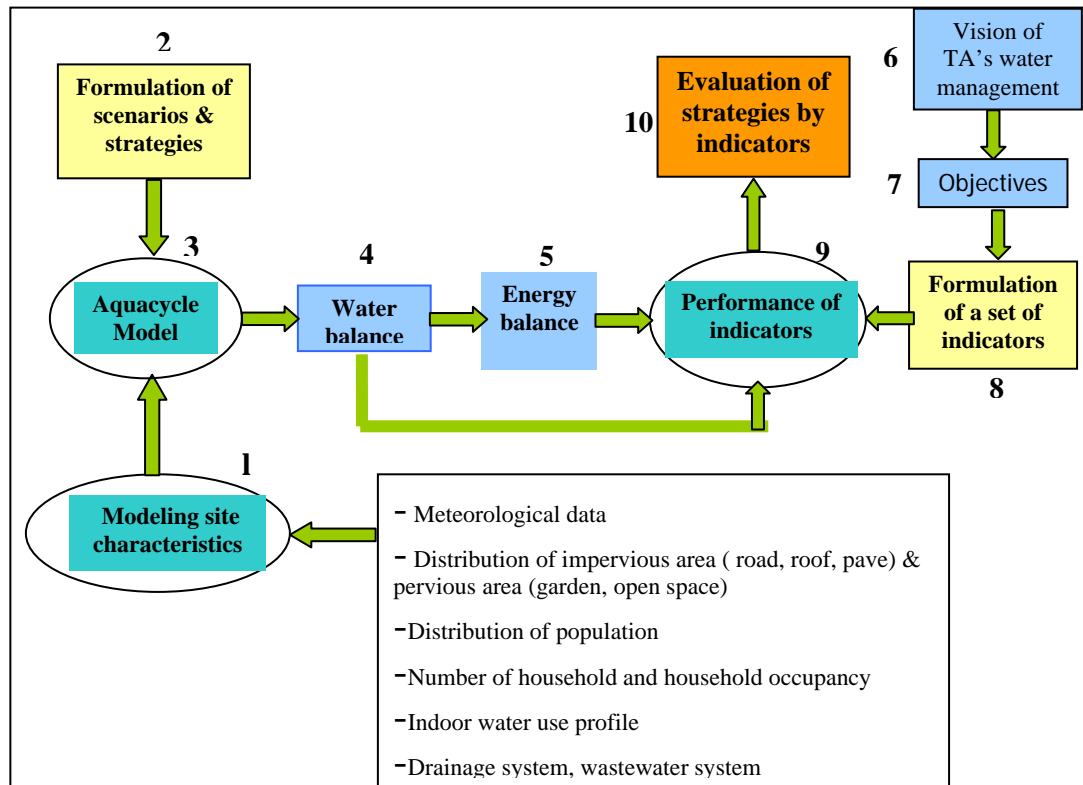 2
Formulation of
scenarios &
strategies
3
Aquacycle
Model
4
Water
balance
5
Energy
balance
10
Evaluation of
strategies by
indicators
6
Vision of
TA's water
management
7
Objectives
9
Performance of
indicators
Formulation
of a set of
indicators
8
1
Modeling site
characteristics
- Meteorological data
- Distribution of impervious area ( road, roof, pave) &
pervious area (garden, open space)
-Distribution of population
-Number of household and household occupancy
-Indoor water use profile
-Drainage system, wastewater system